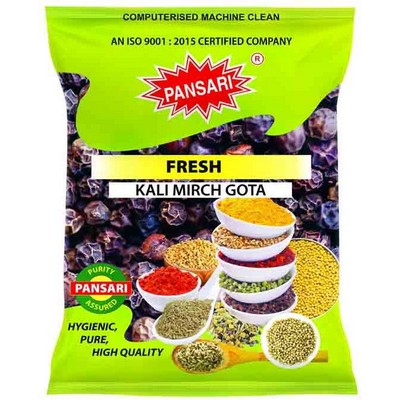 COMPUTERISED MACHINE CLEAN
AN ISO 9001 : 2015 CERTIFIED COMPANY
PANSARI ®
FRESH
KALI MIRCH GOTA
PURITY
PANSARI
ASSURED
HYGIENIC,
PURE,
HIGH QUALITY